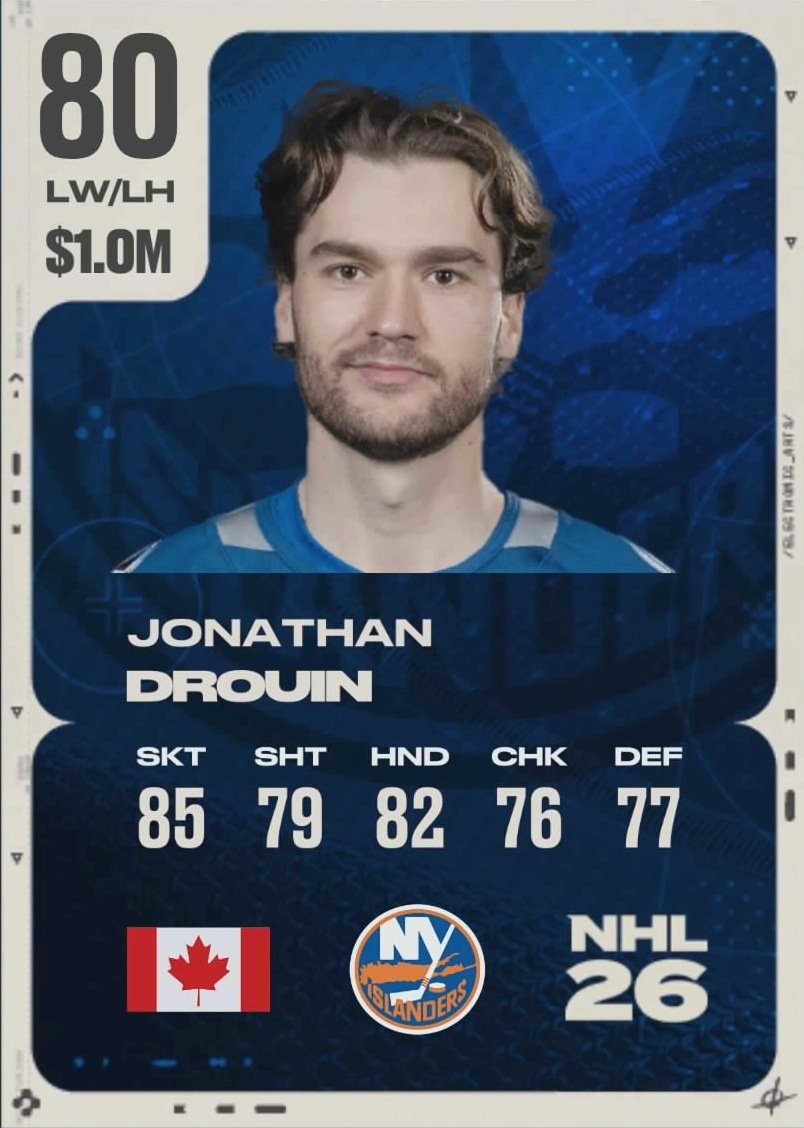 80
LW/LH
$1.0M
/ELECTRONIC_ARTS/
JONATHAN
DROUIN
SKT SHT HND CHK DEF
85 79 82 76 77
NY
ISLANDERS
NHL
26